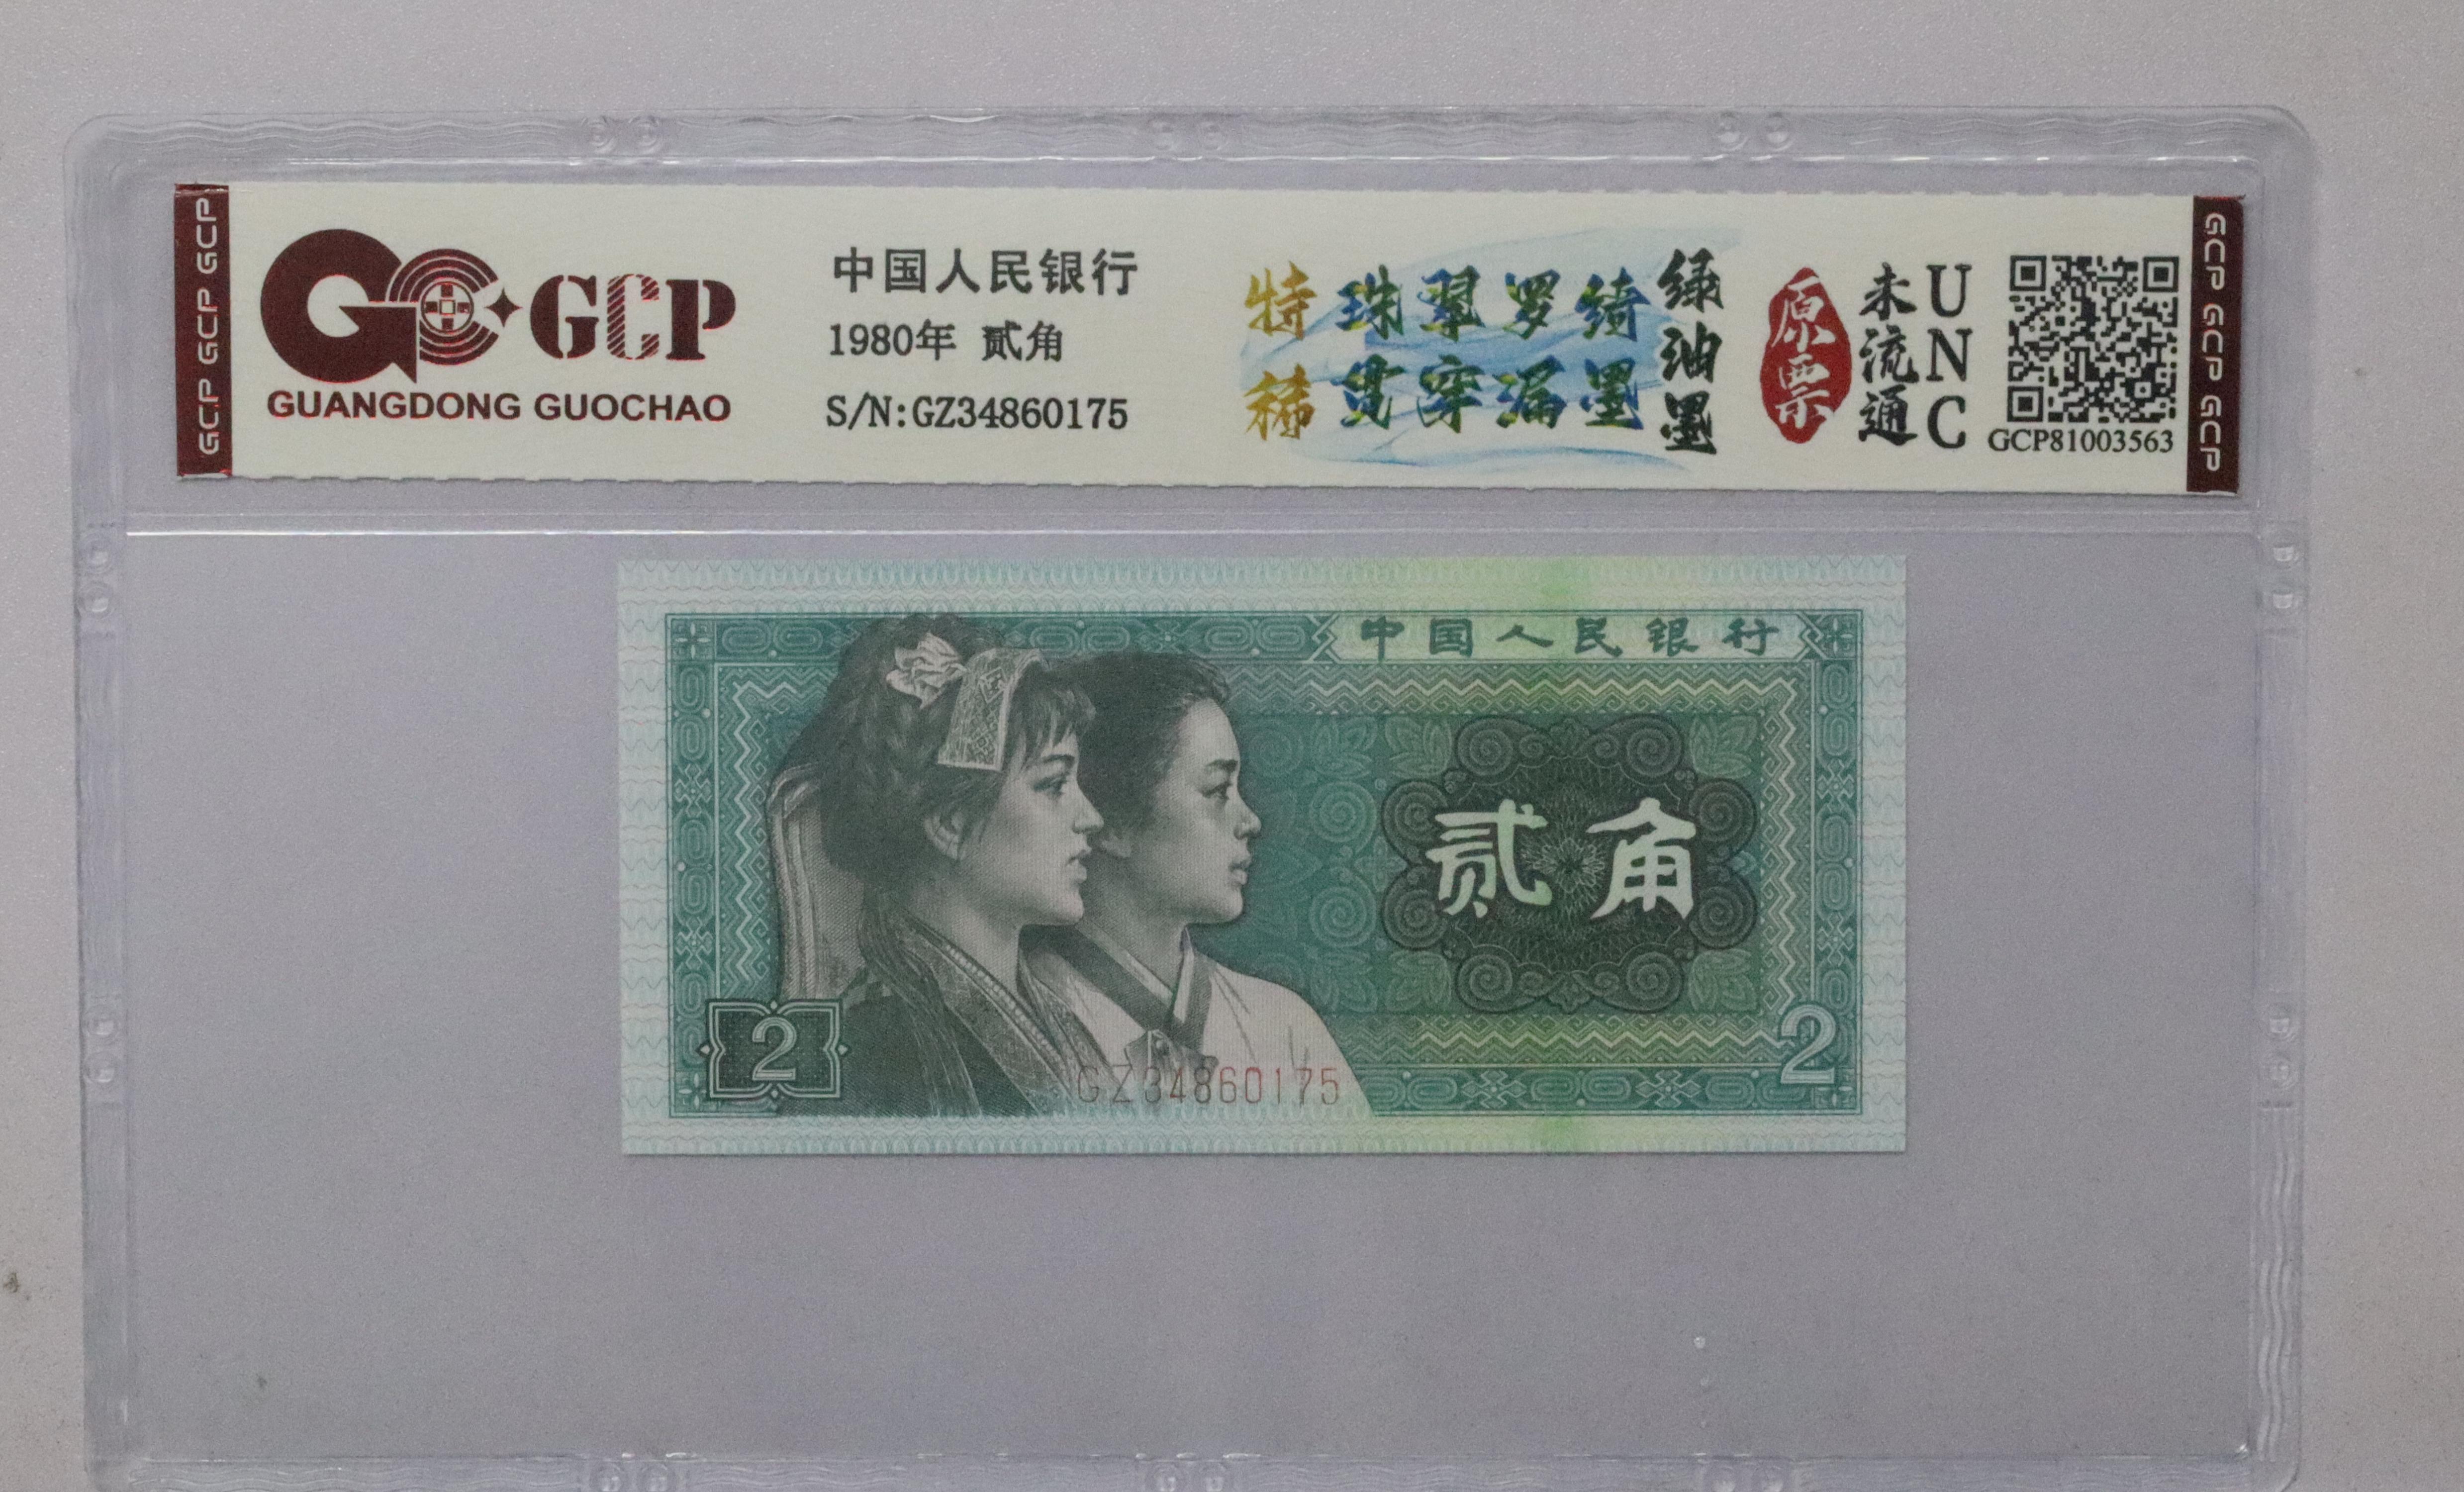 GCP GCP GCP
GCP
GUANGDONG GUOCHAO
中国人民银行
1980年 贰角
S/N:GZ34860175
特稀
珠翠罗绮
贯穿漏墨
绿油墨
原票
未流通
UNC
GCP81003563
GCP GCP GCP
中国人民银行
贰角
2
2
GZ34860175